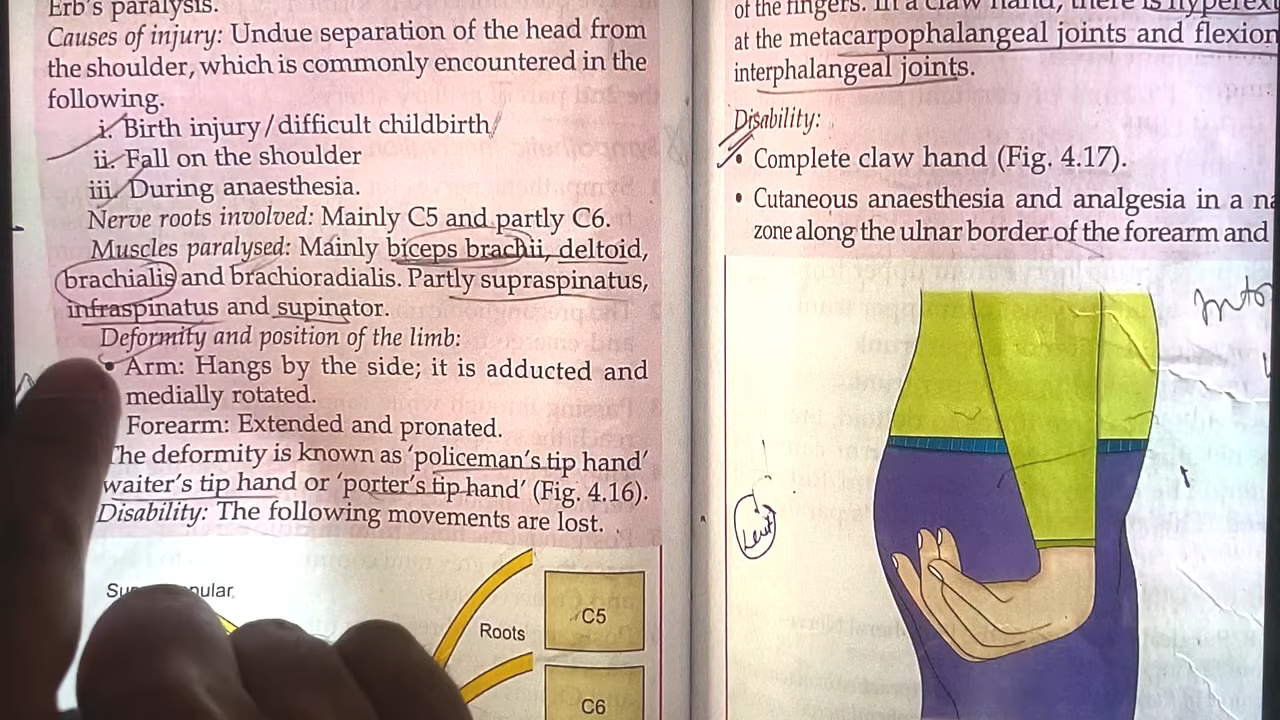 Erb's paralysis.
Causes of injury: Undue separation of the head from
the shoulder, which is commonly encountered in the
following.
i. Birth injury/difficult childbirth
ii. Fall on the shoulder
iii. During anaesthesia.
Nerve roots involved: Mainly C5 and partly C6.
Muscles paralysed: Mainly biceps brachii, deltoid,
brachialis and brachioradialis. Partly supraspinatus,
infraspinatus and supinator.
Deformity and position of the limb:
• Arm: Hangs by the side; it is adducted and
medially rotated.
Forearm: Extended and pronated.
The deformity is known as 'policeman's tip hand'
waiter's tip hand or 'porter's tip hand' (Fig. 4.16).
Disability: The following movements are lost.
Roots
C5
C6
of the fingers. In a claw hand, there is
at the metacarpophalangeal joints and flexion
interphalangeal joints.
Disability:
• Complete claw hand (Fig. 4.17).
• Cutaneous anaesthesia and analgesia in a
zone along the ulnar border of the forearm and